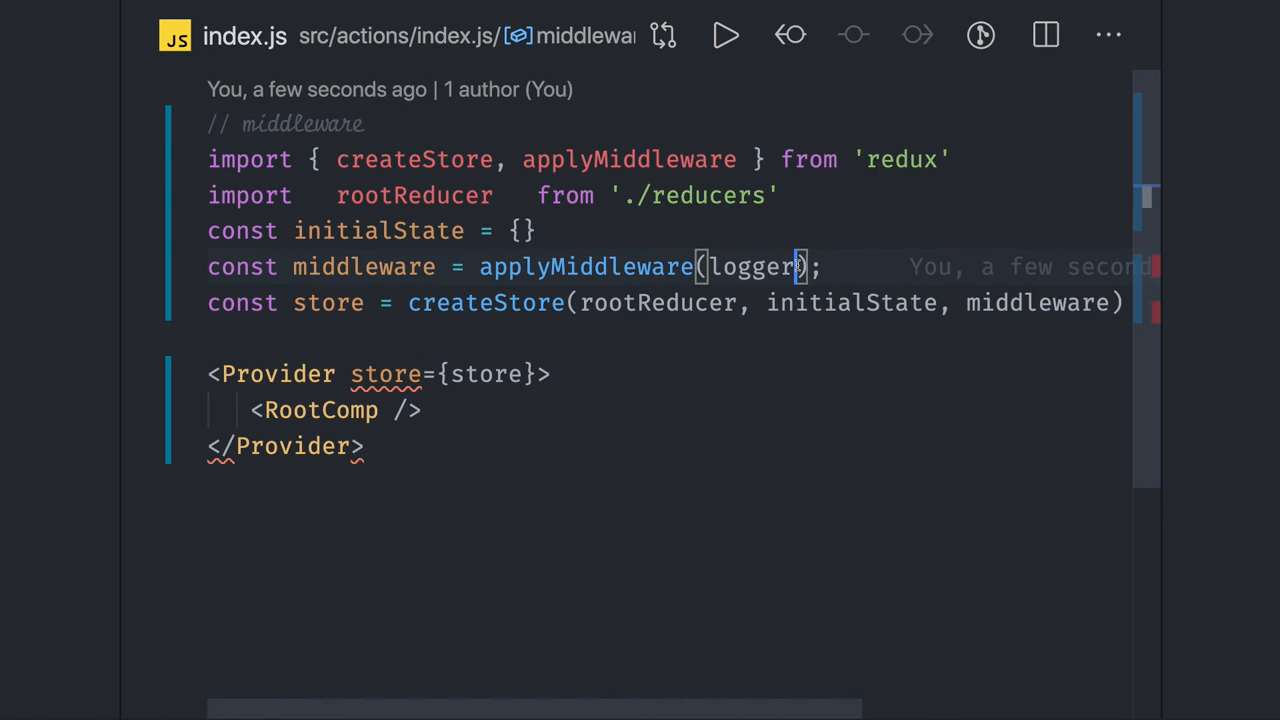 JS index.js src/actions/index.js/ middlewar
You, a few seconds ago | 1 author (You)
// middleware
import { createStore, applyMiddleware } from 'redux'
import   rootReducer   from './reducers'
const initialState = {}
const middleware = applyMiddleware(logger); You, a few second
const store = createStore(rootReducer, initialState, middleware)
<Provider store={store}>
<RootComp />
</Provider>